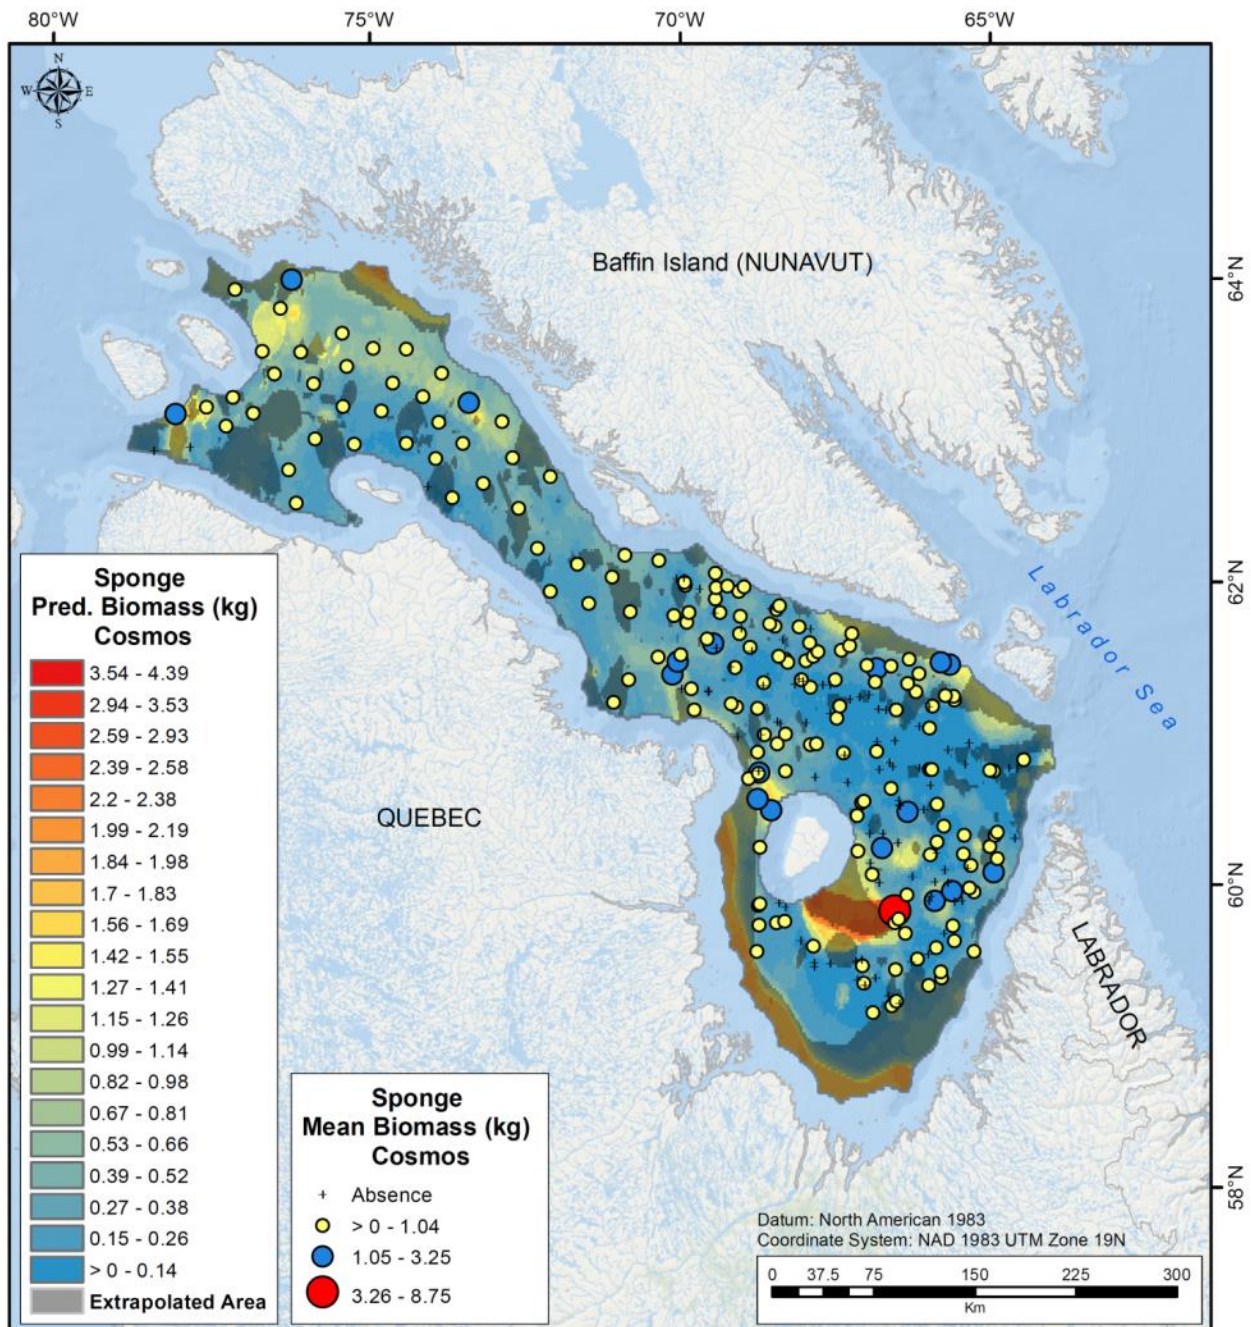 80°W 75°W 70°W 65°W
N
W E
S
64°N
Baffin Island (NUNAVUT)
62°N
Labrador Sea
QUEBEC
60°N
LABRADOR
58°N
Sponge
Pred. Biomass (kg)
Cosmos
3.54 - 4.39
2.94 - 3.53
2.59 - 2.93
2.39 - 2.58
2.2 - 2.38
1.99 - 2.19
1.84 - 1.98
1.7 - 1.83
1.56 - 1.69
1.42 - 1.55
1.27 - 1.41
1.15 - 1.26
0.99 - 1.14
0.82 - 0.98
0.67 - 0.81
0.53 - 0.66
0.39 - 0.52
0.27 - 0.38
0.15 - 0.26
> 0 - 0.14
Extrapolated Area
Sponge
Mean Biomass (kg)
Cosmos
Absence
> 0 - 1.04
1.05 - 3.25
3.26 - 8.75
Datum: North American 1983
Coordinate System: NAD 1983 UTM Zone 19N
0 37.5 75 150 225 300
Km